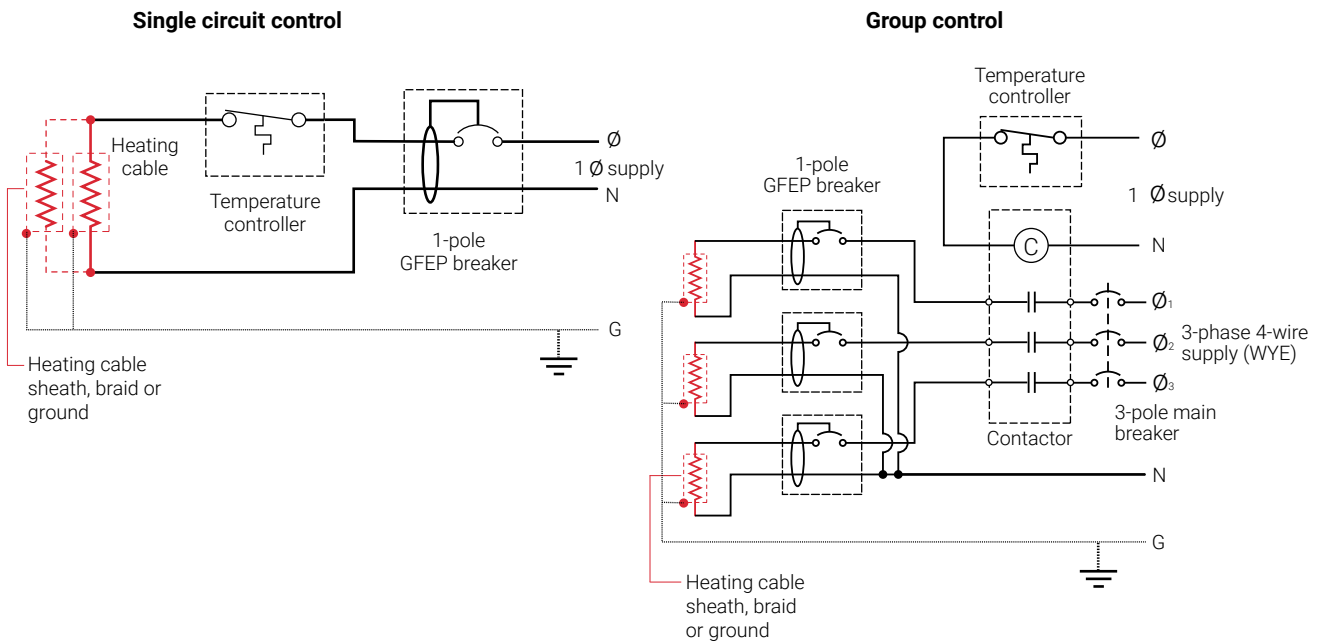 Single circuit control
Heating
cable
Temperature
controller
1-pole
GFEP breaker
Ø
1 Ø supply
N
G
Heating cable
sheath, braid or
ground
Group control
Temperature
controller
Ø
1 Ø supply
N
1-pole
GFEP breaker
C
Ø1
Ø2
Ø3
3-phase 4-wire
supply (WYE)
3-pole main
breaker
Contactor
N
G
Heating cable
sheath, braid
or ground